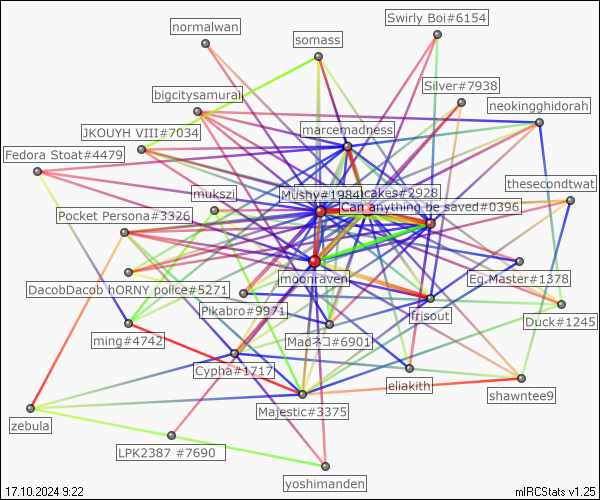 Swirly Boi#6154
normalwan
somass
Silver#7938
bigcitysamurai
neokingghidorah
JKOUYH VIII#7034
marcemadness
Fedora Stoat#4479
thesecondtwat
mukszi
Mushy#1984
cakes#2928
Can anything be saved#0396
Pocket Persona#3326
moonraven
Eg.Master#1378
DacobDacob hORNY police#5271
Pikabro#9971
frisout
Duck#1245
ming#4742
Madネコ#6901
Cypha#1717
eliakith
shawntee9
Majestic#3375
zebula
LPK2387 #7690
yoshimanden
17.10.2024 9:22
mIRCStats v1.25